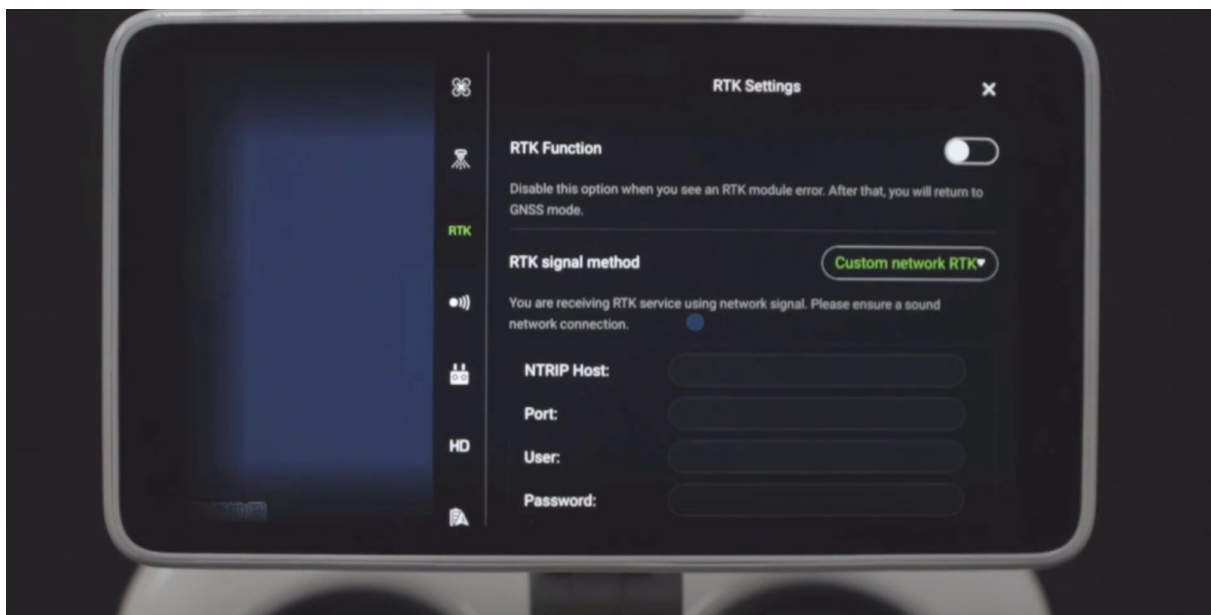 RTK Settings
RTK Function
Disable this option when you see an RTK module error. After that, you will return to
GNSS mode.
RTK
RTK signal method
Custom network RTK
You are receiving RTK service using network signal. Please ensure a sound
network connection.
NTRIP Host:
Port:
HD
User:
Password: